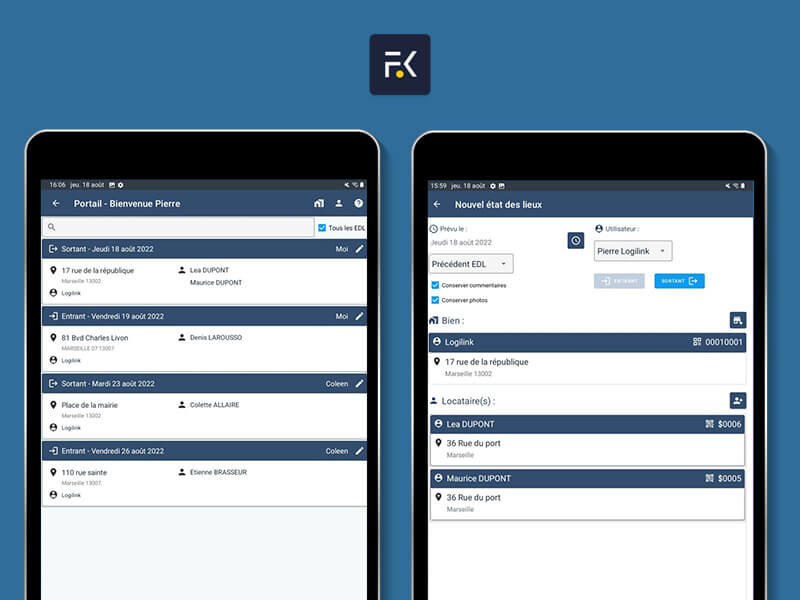 FK
16:06 jeu. 18 août
Portail - Bienvenue Pierre
Tous les EDL
Sortant - Jeudi 18 août 2022 Moi
17 rue de la république Lea DUPONT
Marseille 13002 Maurice DUPONT
Logilink
Entrant - Vendredi 19 août 2022 Moi
81 Bvd Charles Livon Denis LAROUSSO
MARSEILLE 07 13007
Logilink
Sortant - Mardi 23 août 2022 Coleen
Place de la mairie Colette ALLAIRE
Marseille 13002
Logilink
Entrant - Vendredi 26 août 2022 Coleen
110 rue sainte Etienne BRASSEUR
Marseille 13007
Logilink
15:59 jeu. 18 août
Nouvel état des lieux
Prévu le : Utilisateur :
Jeudi 18 août 2022
Pierre Logilink
Précédent EDL
ENTRANT SORTANT
Conserver commentaires
Conserver photos
Bien :
Logilink 00010001
17 rue de la république
Marseille 13002
Locataire(s) :
Lea DUPONT $0006
36 Rue du port
Marseille
Maurice DUPONT $0005
36 Rue du port
Marseille